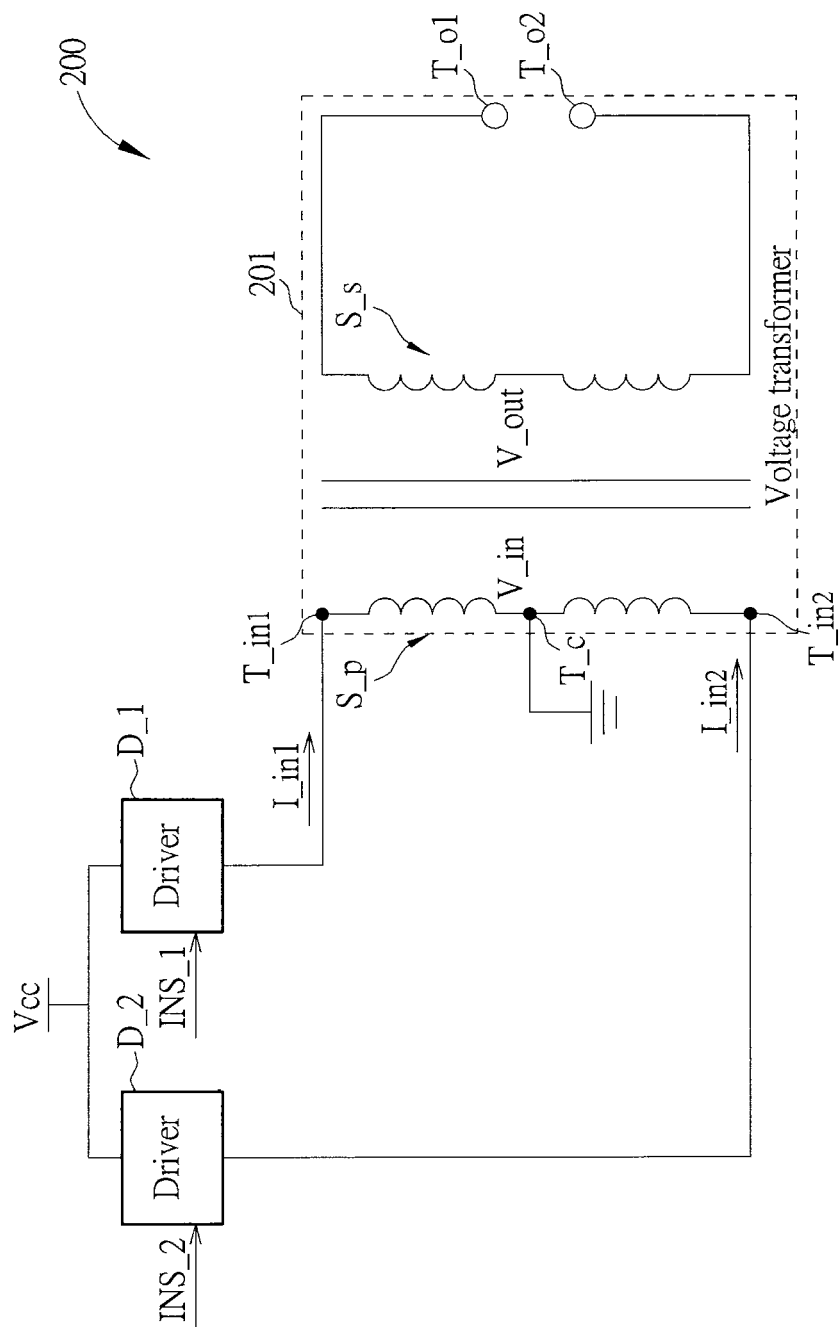 200
Vcc
D_2
D_1
Driver
Driver
INS_2
INS_1
I_in1
T_in1
201
S_p
V_in
V_out
S_s
T_o1
T_o2
T_c
I_in2
T_in2
Voltage transformer